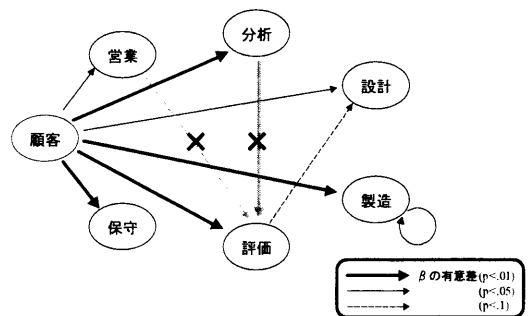 分析
営業
設計
顧客
製造
保守
評価
βの有意差(p<.01)
(p<.05)
(p<.1)